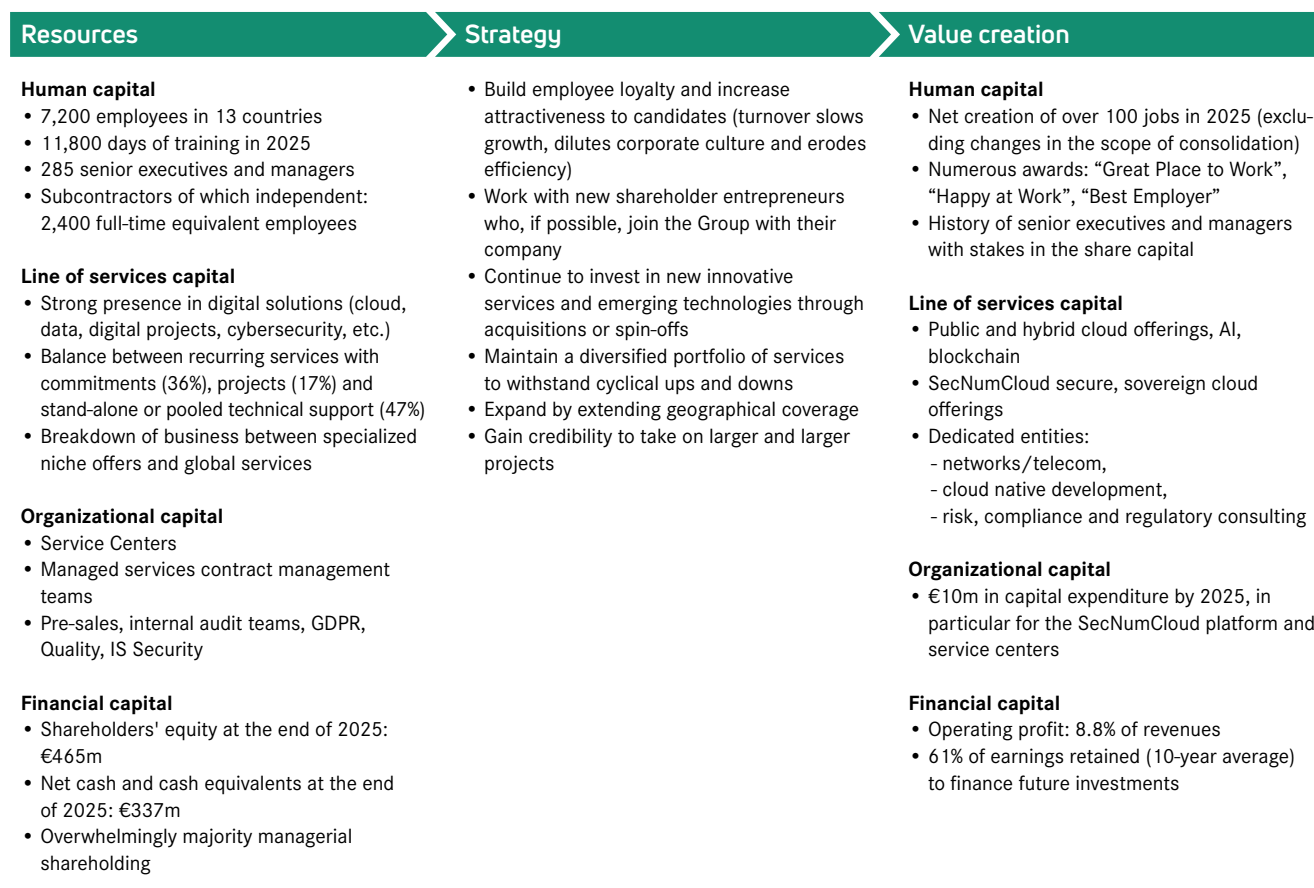 Resources
Human capital
• 7,200 employees in 13 countries
• 11,800 days of training in 2025
• 285 senior executives and managers
• Subcontractors of which independent:
2,400 full-time equivalent employees
Line of services capital
• Strong presence in digital solutions (cloud,
data, digital projects, cybersecurity, etc.)
• Balance between recurring services with
commitments (36%), projects (17%) and
stand-alone or pooled technical support (47%)
• Breakdown of business between specialized
niche offers and global services
Organizational capital
• Service Centers
• Managed services contract management
teams
• Pre-sales, internal audit teams, GDPR,
Quality, IS Security
Financial capital
• Shareholders' equity at the end of 2025:
€465m
• Net cash and cash equivalents at the end
of 2025: €337m
• Overwhelmingly majority managerial
shareholding
Strategy
• Build employee loyalty and increase
attractiveness to candidates (turnover slows
growth, dilutes corporate culture and erodes
efficiency)
• Work with new shareholder entrepreneurs
who, if possible, join the Group with their
company
• Continue to invest in new innovative
services and emerging technologies through
acquisitions or spin-offs
• Maintain a diversified portfolio of services
to withstand cyclical ups and downs
• Expand by extending geographical coverage
• Gain credibility to take on larger and larger
projects
Value creation
Human capital
• Net creation of over 100 jobs in 2025 (exclu-
ding changes in the scope of consolidation)
• Numerous awards: “Great Place to Work”,
“Happy at Work”, “Best Employer”
• History of senior executives and managers
with stakes in the share capital
Line of services capital
• Public and hybrid cloud offerings, AI,
blockchain
• SecNumCloud secure, sovereign cloud
offerings
• Dedicated entities:
- networks/telecom,
- cloud native development,
- risk, compliance and regulatory consulting
Organizational capital
• €10m in capital expenditure by 2025, in
particular for the SecNumCloud platform and
service centers
Financial capital
• Operating profit: 8.8% of revenues
• 61% of earnings retained (10-year average)
to finance future investments